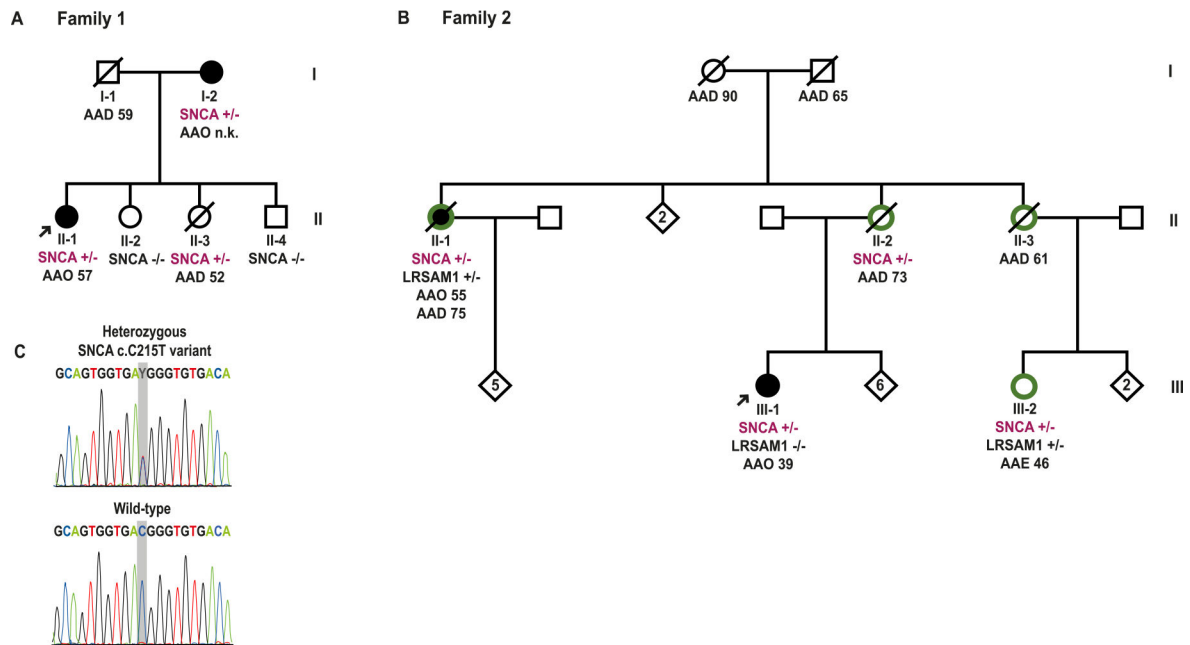 A Family 1
I-1
AAD 59
I-2
SNCA +/-
AAO n.k.
I
II-1
SNCA +/-
AAO 57
II-2
SNCA -/-
II-3
SNCA +/-
AAD 52
II-4
SNCA -/-
II
B Family 2
AAD 90
AAD 65
I
II-1
SNCA +/-
LRSAM1 +/-
AAO 55
AAD 75
2
II-2
SNCA +/-
AAD 73
II-3
AAD 61
II
5
III-1
SNCA +/-
LRSAM1 -/-
AAO 39
6
III-2
SNCA +/-
LRSAM1 +/-
AAE 46
2
III
C
Heterozygous
SNCA c.C215T variant
GCAGTGGTGAYGGGTGTGACA
Wild-type
GCAGTGGTGACGGGTGTGACA